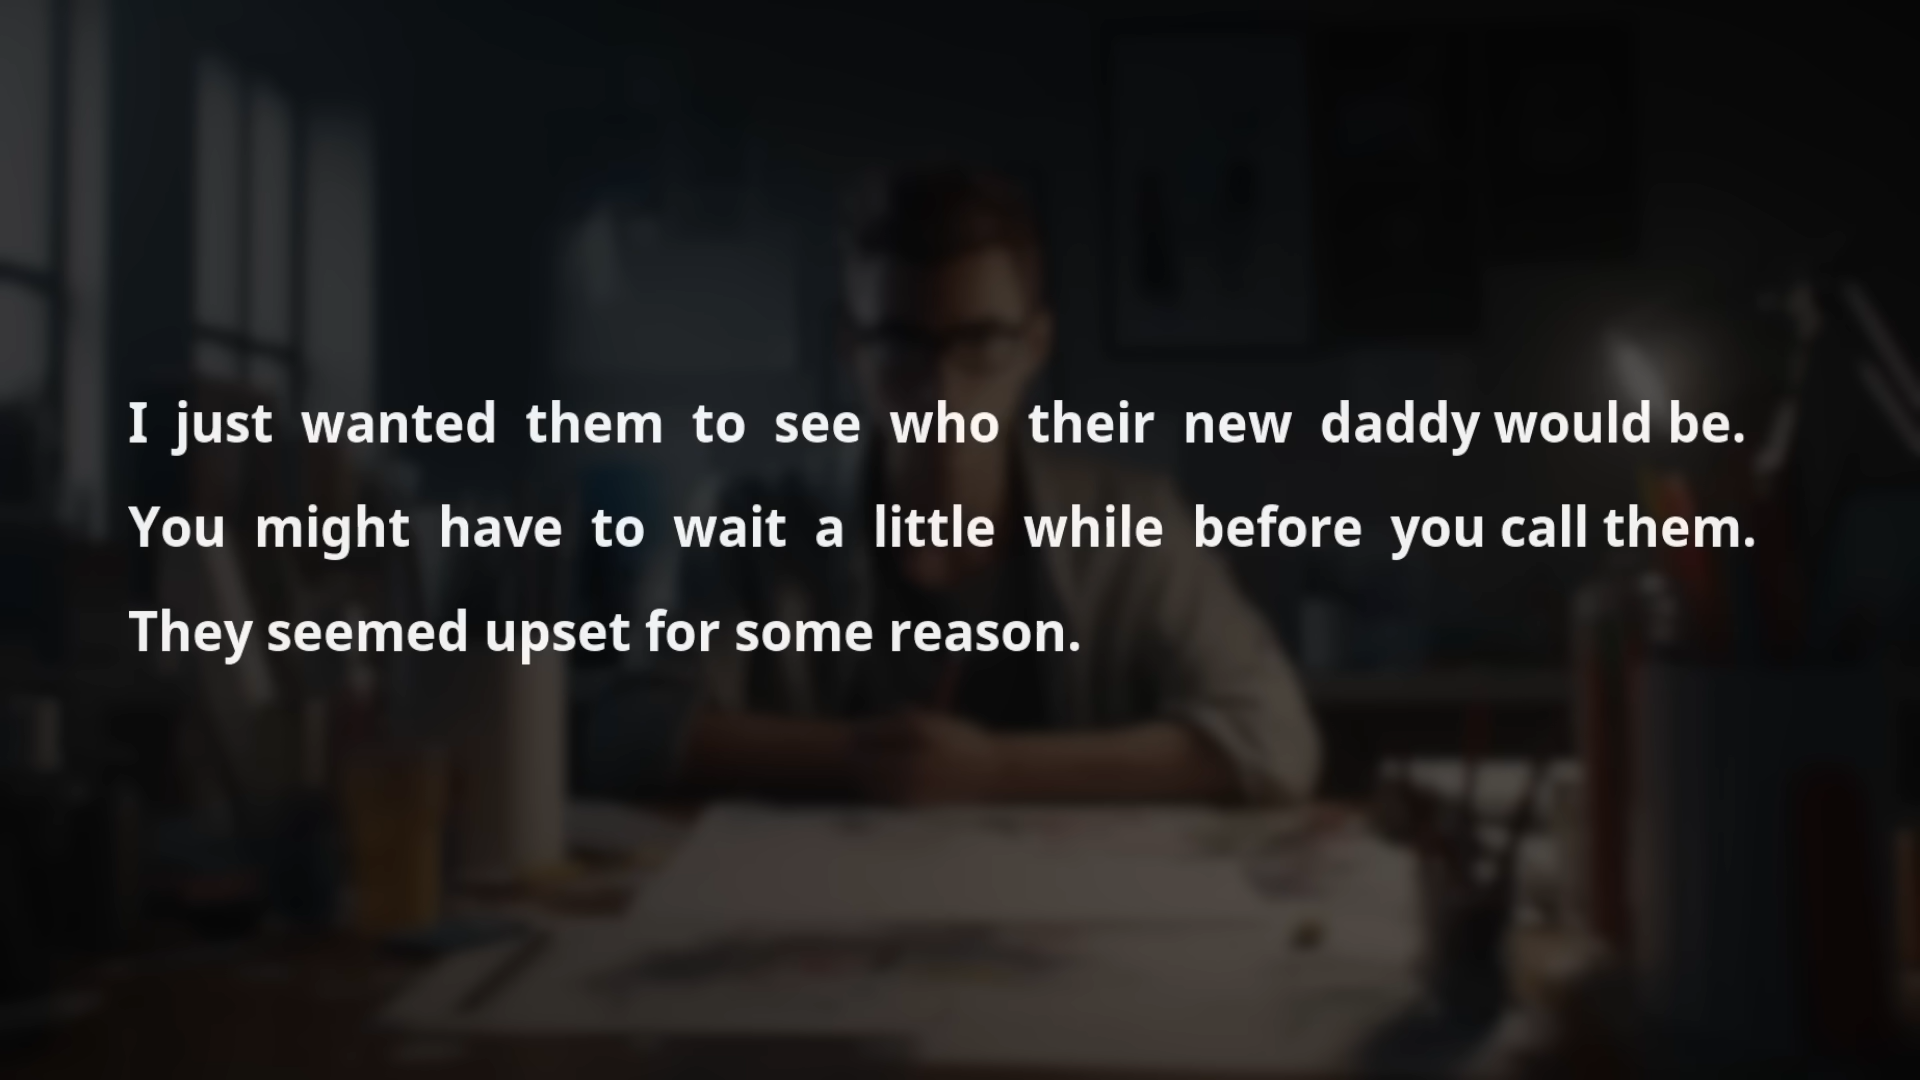 I just wanted them to see who their new daddy would be.
You might have to wait a little while before you call them.
They seemed upset for some reason.